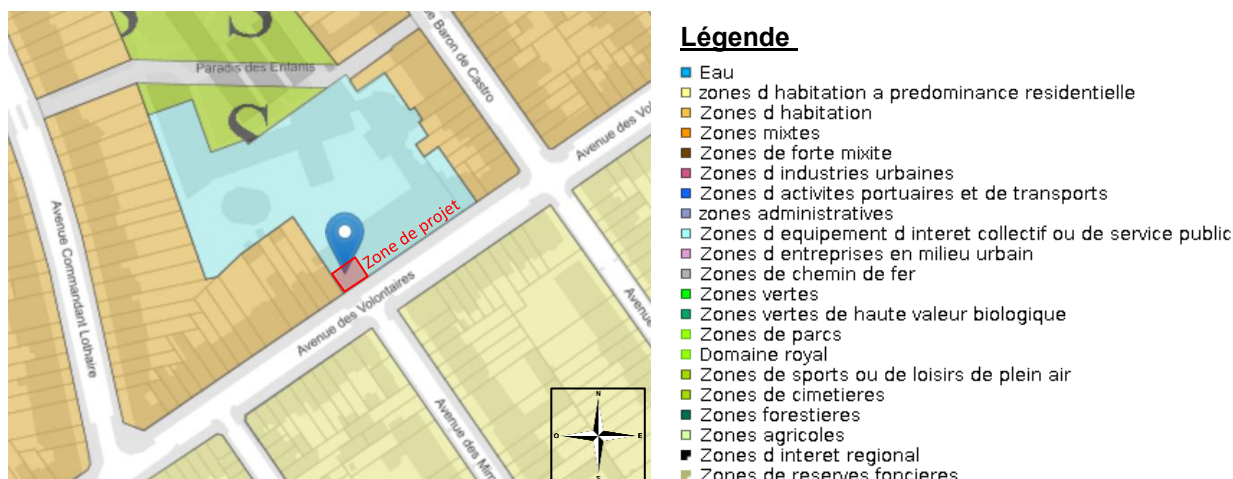 S
S
Baron de Castro
Paradis des Enfants
Avenue des
S
Avenue Commandant Lothaire
Zone de projet
Avenue des Volontaires
Avenue des
N
O
E
S
Légende
Eau
zones d habitation a predominance residentielle
Zones d habitation
Zones mixtes
Zones de forte mixite
Zones d industries urbaines
Zones d activites portuaires et de transports
zones administratives
Zones d equipement d interet collectif ou de service public
Zones d entreprises en milieu urbain
Zones de chemin de fer
Zones vertes
Zones vertes de haute valeur biologique
Zones de parcs
Domaine royal
Zones de sports ou de loisirs de plein air
Zones de cimetieres
Zones forestieres
Zones agricoles
Zones d interet regional
Zones de reserves foncieres